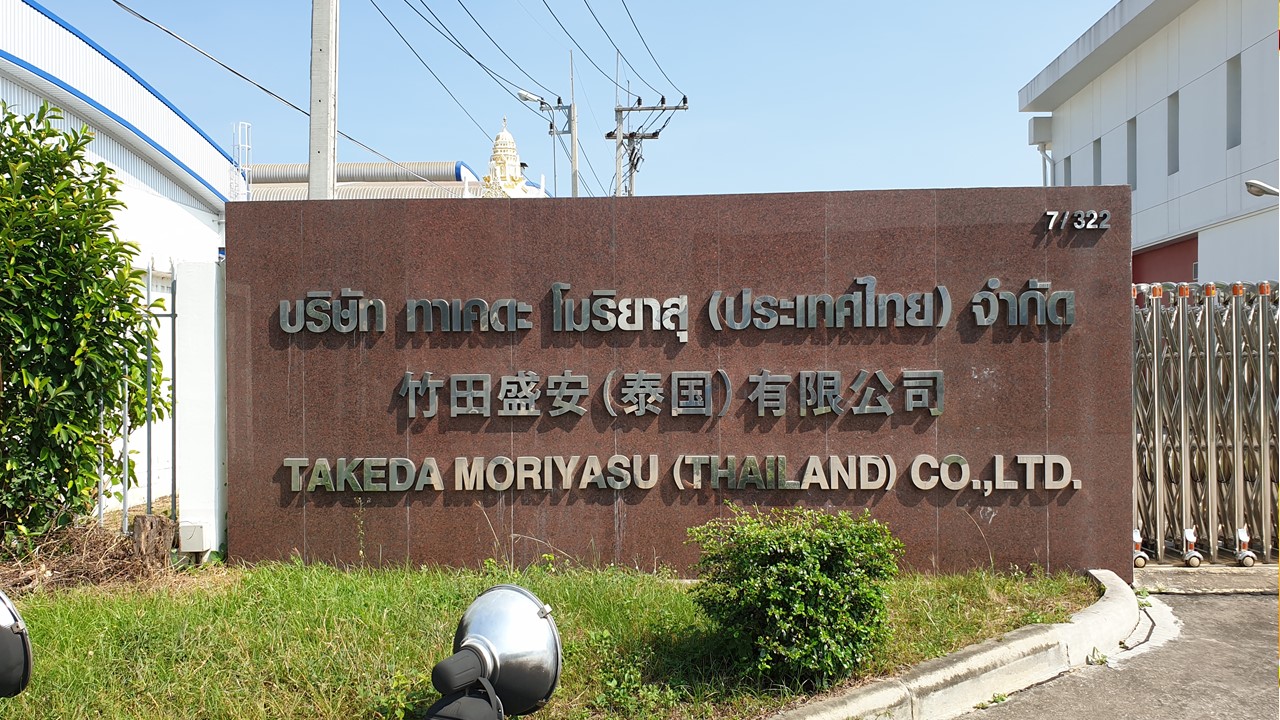 7/322
บริษัท ทาเคดะ โมริยาสุ (ประเทศไทย) จำกัด
竹田盛安(泰国)有限公司
TAKEDA MORIYASU (THAILAND) CO.,LTD.